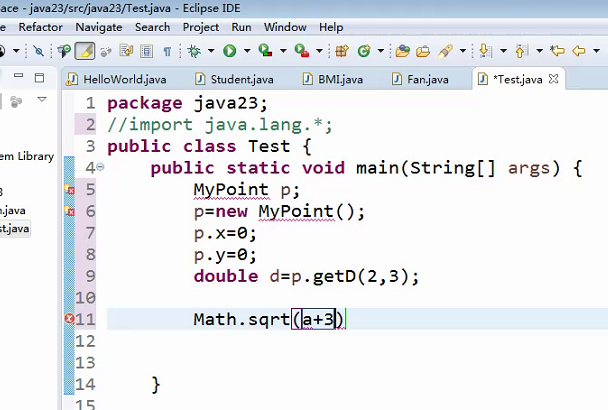 ace - java23/src/java23/Test.java - Eclipse IDE
Refactor Navigate Search Project Run Window Help
HelloWorld.java Student.java BMI.java Fan.java *Test.java
1 package java23;
2 //import java.lang.*;
3 public class Test {
em Library
4 public static void main(String[] args) {
5 MyPoint p;
n.java
6 p=new MyPoint();
st.java
7 p.x=0;
8 p.y=0;
9 double d=p.getD(2,3);
10
11 Math.sqrt(a+3)
12
13
14 }
15